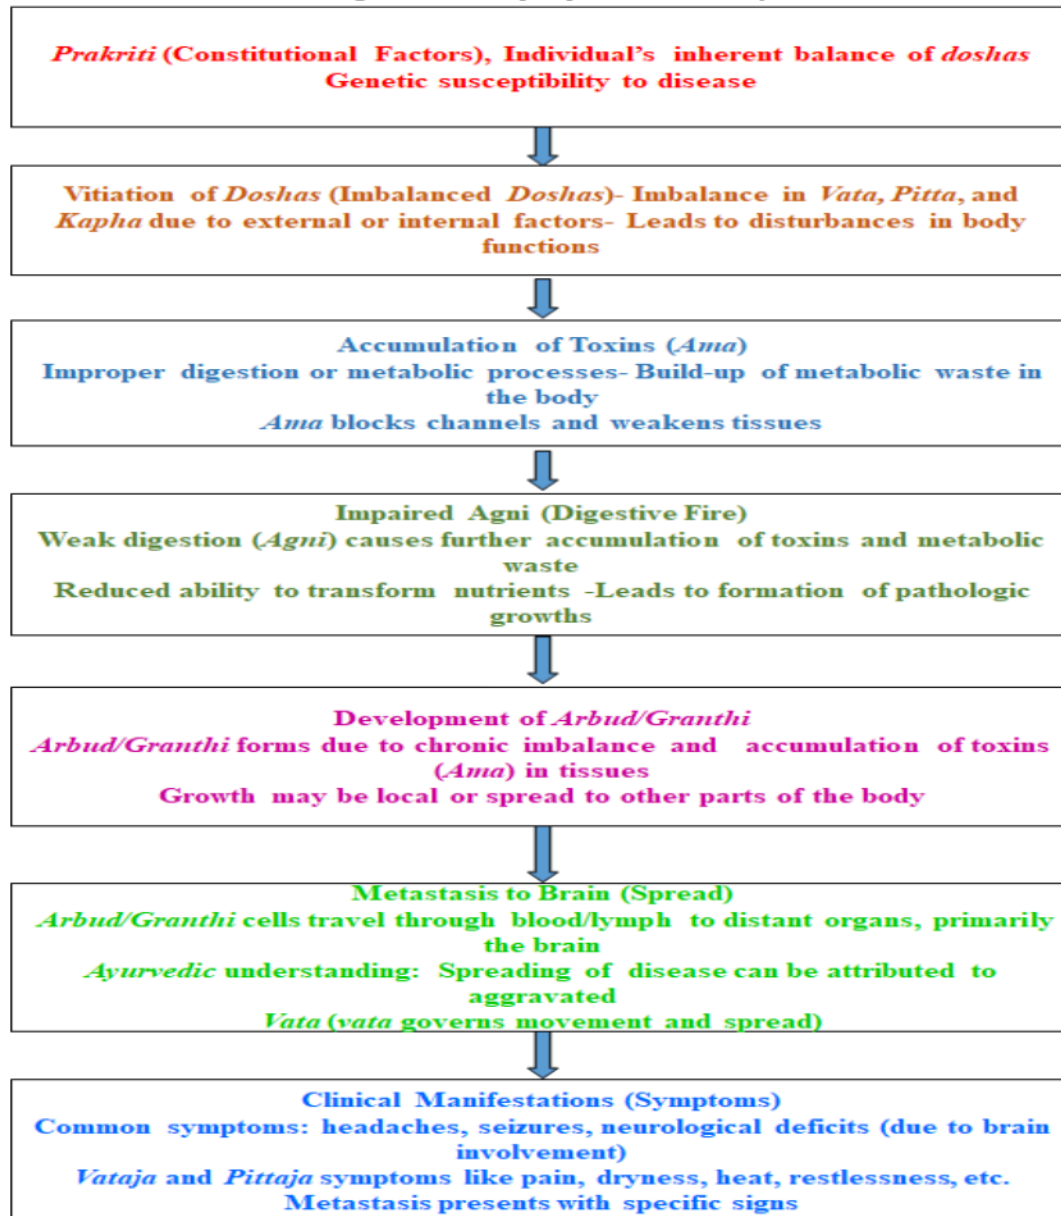 Prakriti (Constitutional Factors), Individual's inherent balance of doshas
Genetic susceptibility to disease
Vitiation of Doshas (Imbalanced Doshas)- Imbalance in Vata, Pitta, and
Kapha due to external or internal factors- Leads to disturbances in body
functions
Accumulation of Toxins (Ama)
Improper digestion or metabolic processes- Build-up of metabolic waste in
the body
Ama blocks channels and weakens tissues
Impaired Agni (Digestive Fire)
Weak digestion (Agni) causes further accumulation of toxins and metabolic
waste
Reduced ability to transform nutrients -Leads to formation of pathologic
growths
Development of Arbud/Granthi
Arbud/Granthi forms due to chronic imbalance and accumulation of toxins
(Ama) in tissues
Growth may be local or spread to other parts of the body
Metastasis to Brain (Spread)
Arbud/Granthi cells travel through blood/lymph to distant organs, primarily
the brain
Ayurvedic understanding: Spreading of disease can be attributed to
aggravated
Vata (vata governs movement and spread)
Clinical Manifestations (Symptoms)
Common symptoms: headaches, seizures, neurological deficits (due to brain
involvement)
Vataja and Pittaja symptoms like pain, dryness, heat, restlessness, etc.
Metastasis presents with specific signs